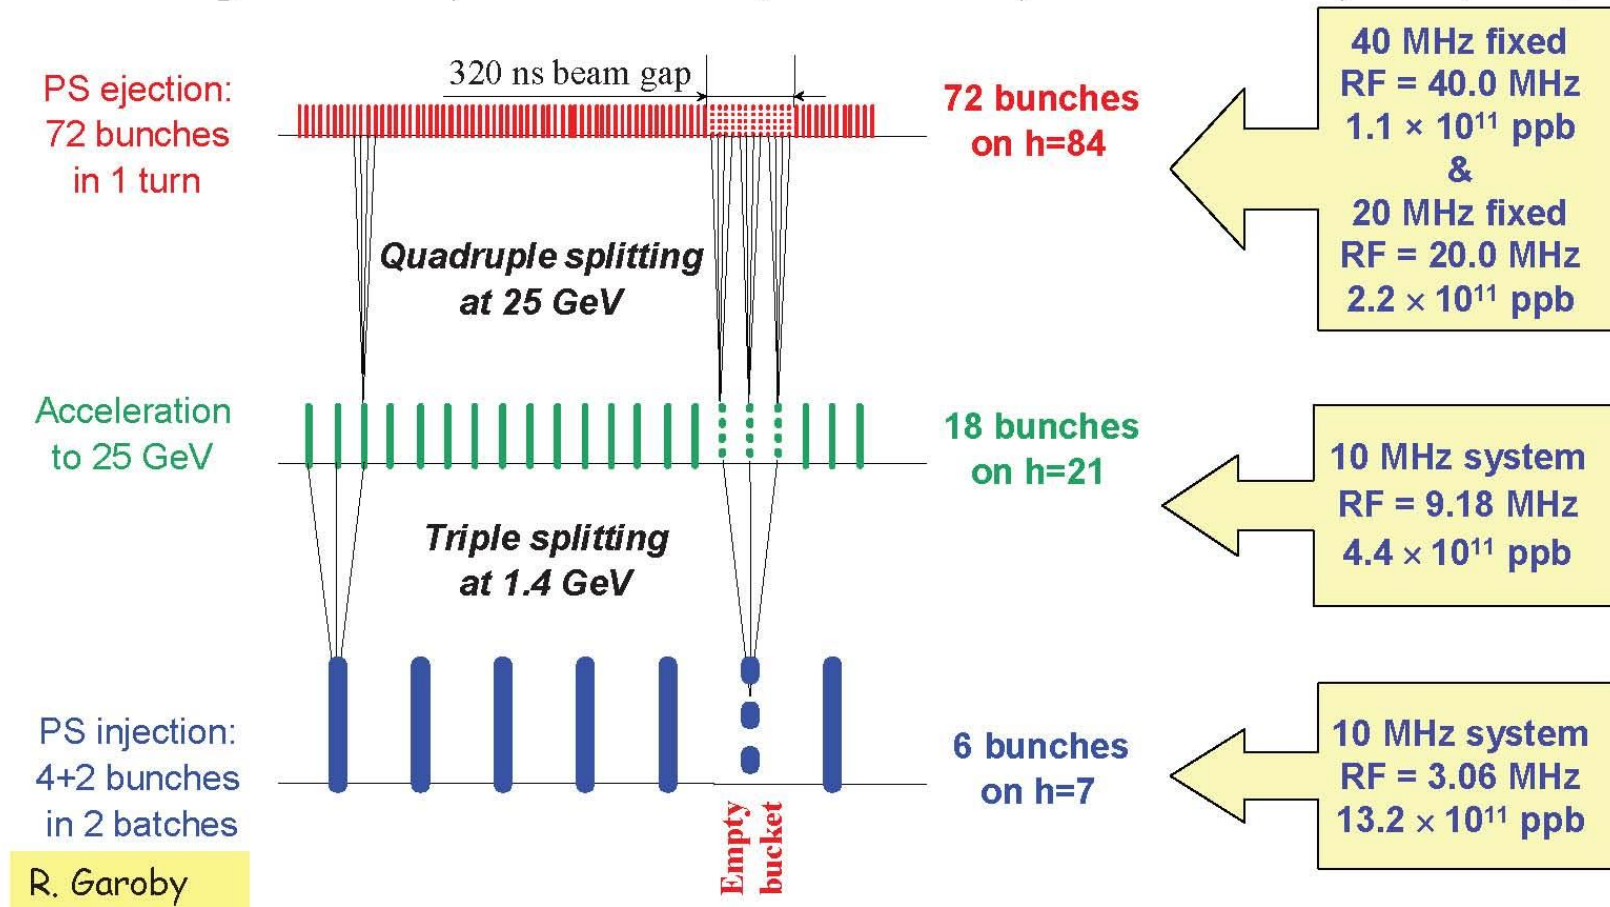 PS ejection:
72 bunches
in 1 turn
320 ns beam gap
72 bunches
on h=84
40 MHz fixed
RF = 40.0 MHz
1.1 × 10¹¹ ppb
&
20 MHz fixed
RF = 20.0 MHz
2.2 × 10¹¹ ppb
Quadruple splitting
at 25 GeV
Acceleration
to 25 GeV
18 bunches
on h=21
10 MHz system
RF = 9.18 MHz
4.4 × 10¹¹ ppb
Triple splitting
at 1.4 GeV
PS injection:
4+2 bunches
in 2 batches
Empty
bucket
6 bunches
on h=7
10 MHz system
RF = 3.06 MHz
13.2 × 10¹¹ ppb
R. Garoby